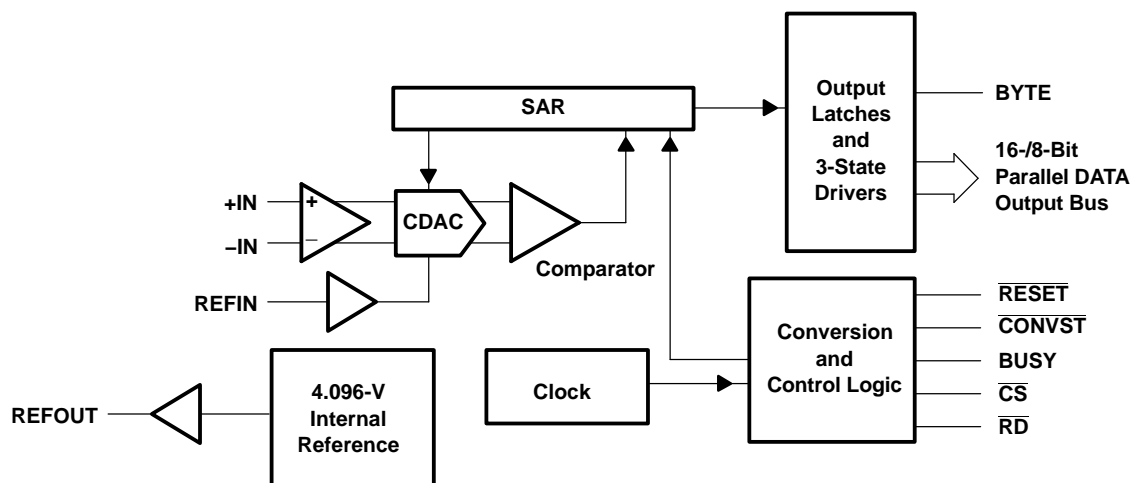 SAR
Output
Latches
and
3-State
Drivers
BYTE
16-/8-Bit
Parallel DATA
Output Bus
+IN
–IN
+
–
CDAC
Comparator
REFIN
REFOUT
4.096-V
Internal
Reference
Clock
Conversion
and
Control Logic
RESET
CONVST
BUSY
CS
RD